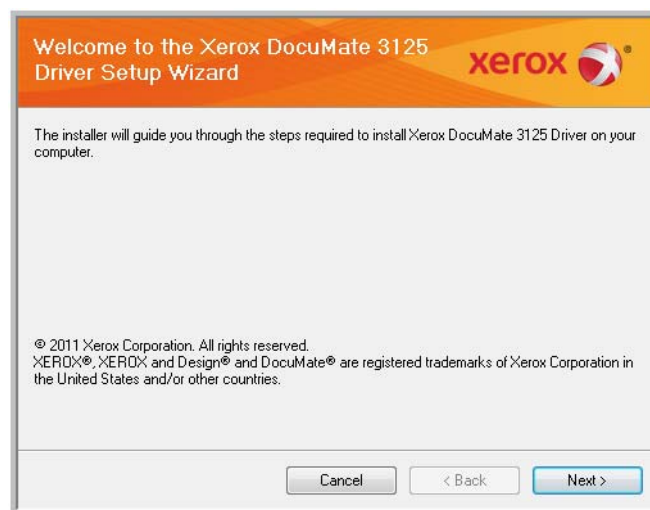 Welcome to the Xerox DocuMate 3125
Driver Setup Wizard
xerox
The installer will guide you through the steps required to install Xerox DocuMate 3125 Driver on your
computer.
© 2011 Xerox Corporation. All rights reserved.
XEROX®, XEROX and Design® and DocuMate® are registered trademarks of Xerox Corporation in
the United States and/or other countries.
Cancel
< Back
Next >